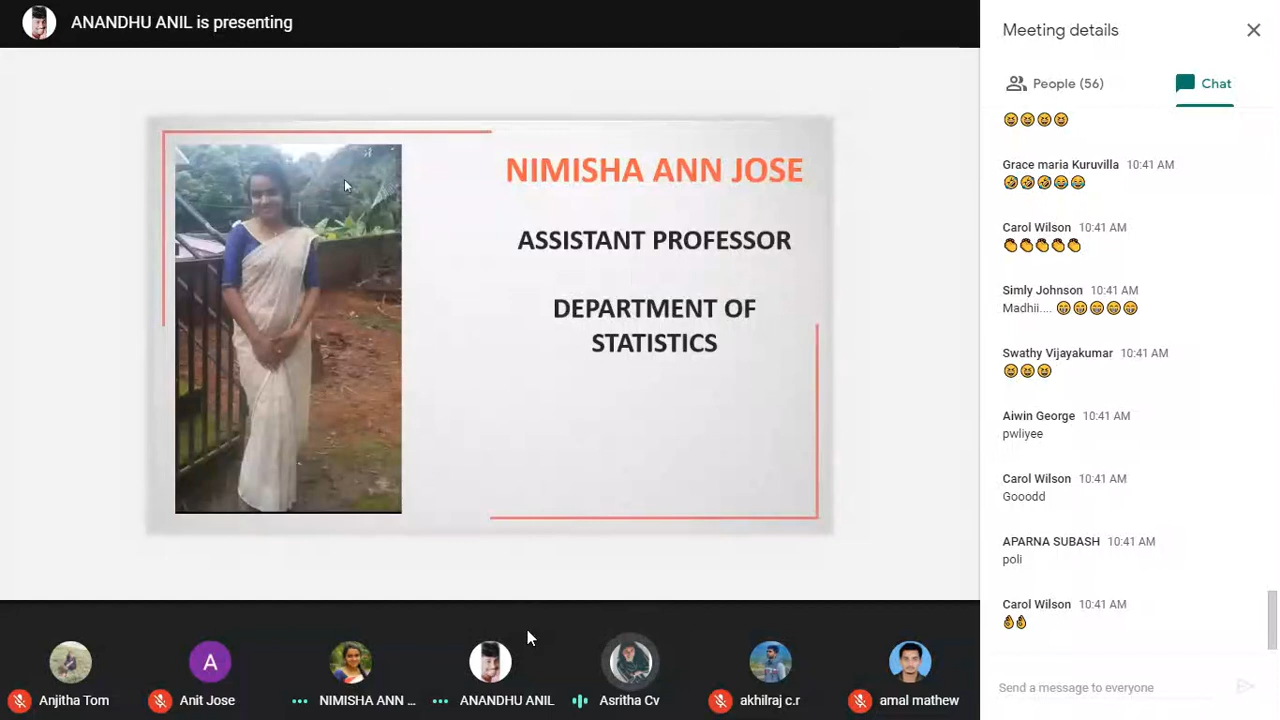 ANANDHU ANIL is presenting
NIMISHA ANN JOSE
ASSISTANT PROFESSOR
DEPARTMENT OF
STATISTICS
Anjitha Tom
A
Anit Jose
NIMISHA ANN ...
ANANDHU ANIL
Asritha Cv
akhilraj c.r
amal mathew
Meeting details
People (56)
Chat
😆😆😆😆
Grace maria Kuruvilla 10:41 AM
🤣🤣🤣😂😂
Carol Wilson 10:41 AM
👏👏👏👏👏
Simly Johnson 10:41 AM
Madhii.... 😁😁😁😁😁
Swathy Vijayakumar 10:41 AM
😆😆😆
Aiwin George 10:41 AM
pwliyee
Carol Wilson 10:41 AM
Gooodd
APARNA SUBASH 10:41 AM
poli
Carol Wilson 10:41 AM
👌👌
Send a message to everyone